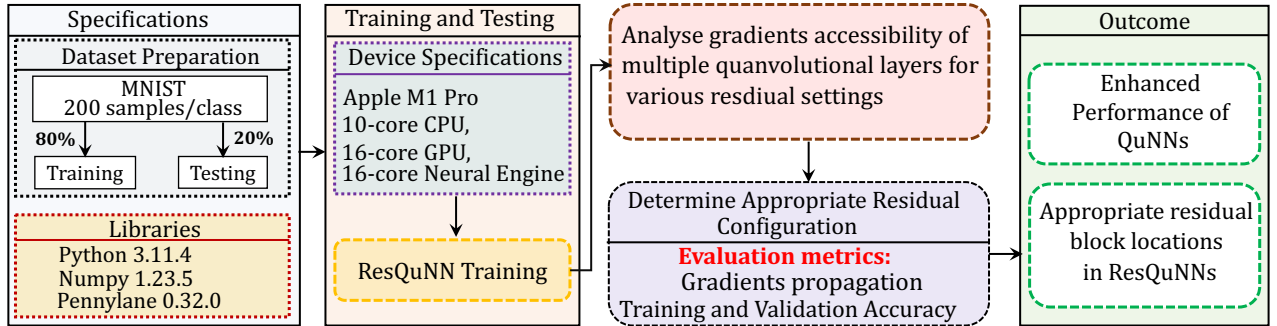 Specifications
Dataset Preparation
MNIST
200 samples/class
80%
20%
Training
Testing
Libraries
Python 3.11.4
Numpy 1.23.5
Pennylane 0.32.0
Training and Testing
Device Specifications
Apple M1 Pro
10-core CPU,
16-core GPU,
16-core Neural Engine
ResQuNN Training
Analyse gradients accessibility of
multiple quanvolutional layers for
various resdiual settings
Determine Appropriate Residual
Configuration
Evaluation metrics:
Gradients propagation
Training and Validation Accuracy
Outcome
Enhanced
Performance of
QuNNs
Appropriate residual
block locations
in ResQuNNs